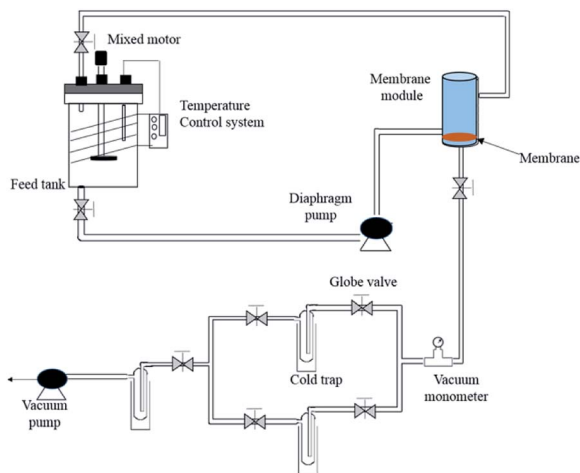 Mixed motor
Membrane
module
Temperature
Control system
Membrane
Feed tank
Diaphragm
pump
Globe valve
Cold trap
Vacuum
monometer
Vacuum
pump